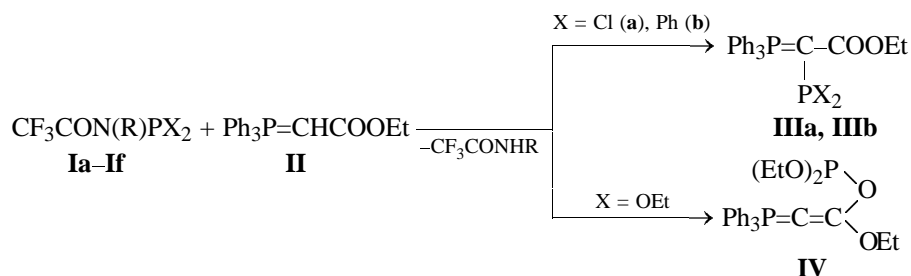 X = Cl (a), Ph (b)
Ph₃P=C–COOEt
PX₂
IIIa, IIIb
CF₃CON(R)PX₂ + Ph₃P=CHCOOEt
–CF₃CONHR
Ia–If
II
(EtO)₂P
O
X = OEt
Ph₃P=C=C
OEt
IV